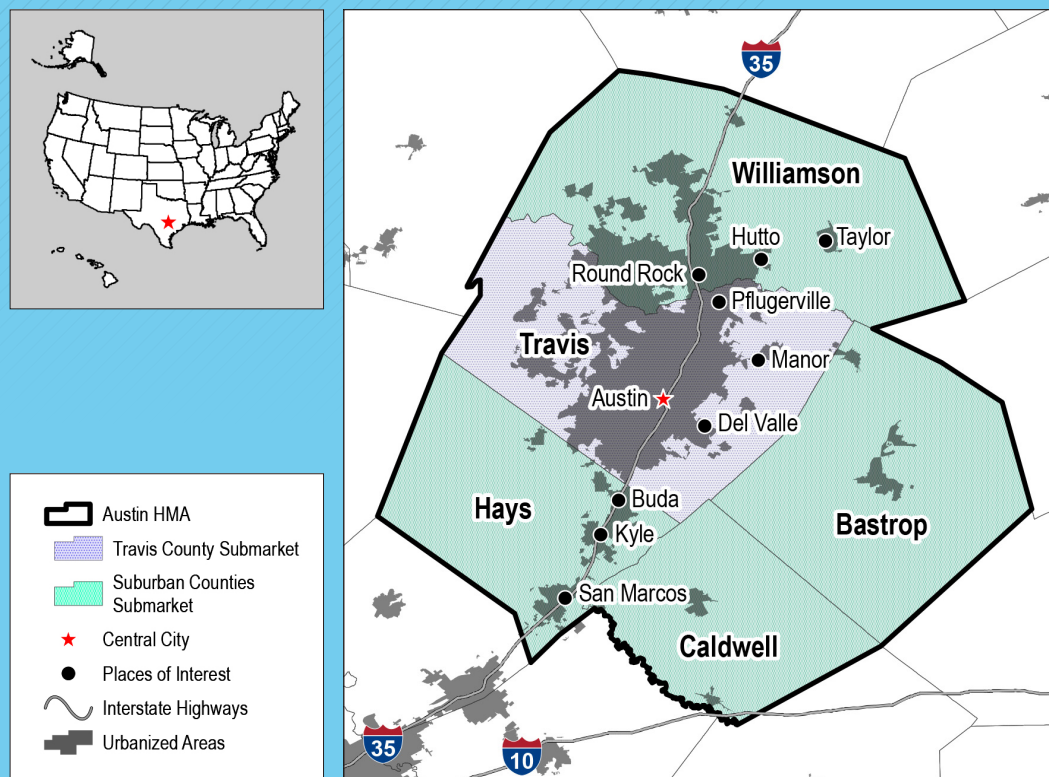 35
Williamson
Hutto
Taylor
Round Rock
Pflugerville
Travis
Manor
Austin
Del Valle
Hays
Buda
Bastrop
Kyle
San Marcos
Caldwell
35
10
Austin HMA
Travis County Submarket
Suburban Counties
Submarket
Central City
Places of Interest
Interstate Highways
Urbanized Areas